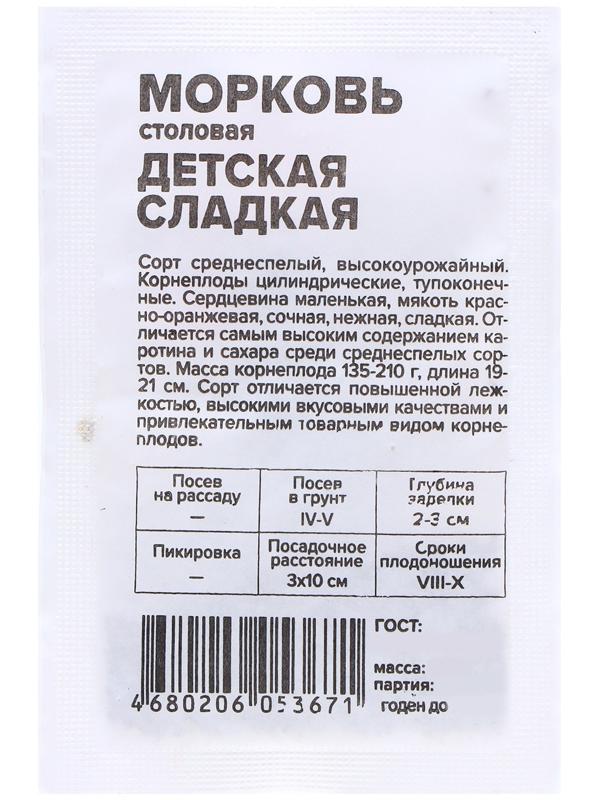 МОРКОВЬ
столовая
ДЕТСКАЯ
СЛАДКАЯ
Сорт среднеспелый, высокоурожайный.
Корнеплоды цилиндрические, тупоконеч-
ные. Сердцевина маленькая, мякоть крас-
но-оранжевая, сочная, нежная, сладкая. От-
личается самым высоким содержанием ка-
ротина и сахара среди среднеспелых сор-
тов. Масса корнеплода 135-210 г, длина 19-
21 см. Сорт отличается повышенной леж-
костью, высокими вкусовыми качествами и
привлекательным товарным видом корне-
плодов.
Посев на рассаду
—
Посев в грунт
IV-V
Глубина заделки
2-3 см
Пикировка
—
Посадочное расстояние
3х10 см
Сроки плодоношения
VIII-X
ГОСТ:
масса:
партия:
годен до
4680206053671